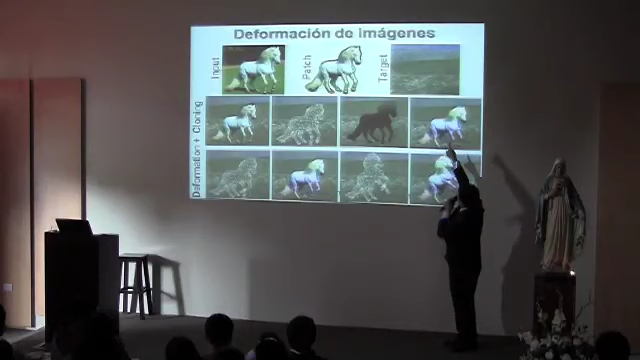 Deformación de imágenes
Input
Patch
Target
Deformation + Cloning